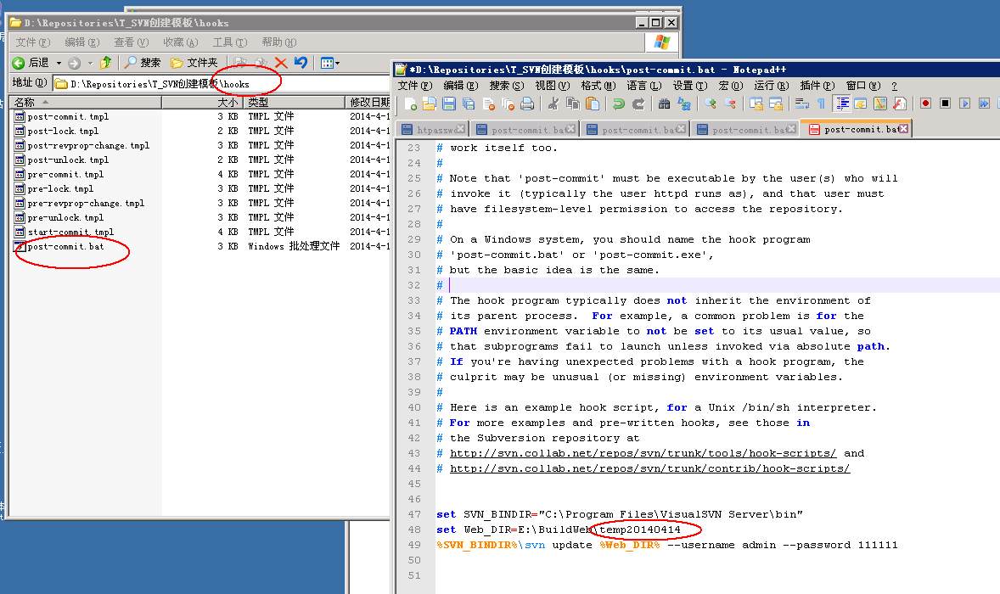 D:\Repositories\T_SVN创建模板\hooks
文件(F) 编辑(E) 查看(V) 收藏(A) 工具(T) 帮助(H)
后退 搜索 文件夹
地址(D) D:\Repositories\T_SVN创建模板\hooks
名称 大小 类型 修改日期
post-commit.tmpl 3 KB TMPL 文件 2014-4-1
post-lock.tmpl 2 KB TMPL 文件 2014-4-1
post-revprop-change.tmpl 3 KB TMPL 文件 2014-4-1
post-unlock.tmpl 2 KB TMPL 文件 2014-4-1
pre-commit.tmpl 4 KB TMPL 文件 2014-4-1
pre-lock.tmpl 3 KB TMPL 文件 2014-4-1
pre-revprop-change.tmpl 3 KB TMPL 文件 2014-4-1
pre-unlock.tmpl 3 KB TMPL 文件 2014-4-1
start-commit.tmpl 4 KB TMPL 文件 2014-4-1
post-commit.bat 3 KB Windows 批处理文件 2014-4-1
*D:\Repositories\T_SVN创建模板\hooks\post-commit.bat - Notepad++
文件(F) 编辑(E) 搜索(S) 视图(V) 格式(M) 语言(L) 设置(T) 宏(O) 运行(R) 插件(P) 窗口(W) ?
htpassw post-commit.ba post-commit.ba post-commit.ba post-commit.bat
23 # work itself too.
24 #
25 # Note that 'post-commit' must be executable by the user(s) who will
26 # invoke it (typically the user httpd runs as), and that user must
27 # have filesystem-level permission to access the repository.
28 #
29 # On a Windows system, you should name the hook program
30 # 'post-commit.bat' or 'post-commit.exe',
31 # but the basic idea is the same.
32 #
33 # The hook program typically does not inherit the environment of
34 # its parent process.  For example, a common problem is for the
35 # PATH environment variable to not be set to its usual value, so
36 # that subprograms fail to launch unless invoked via absolute path.
37 # If you're having unexpected problems with a hook program, the
38 # culprit may be unusual (or missing) environment variables.
39 #
40 # Here is an example hook script, for a Unix /bin/sh interpreter.
41 # For more examples and pre-written hooks, see those in
42 # the Subversion repository at
43 # http://svn.collab.net/repos/svn/trunk/tools/hook-scripts/ and
44 # http://svn.collab.net/repos/svn/trunk/contrib/hook-scripts/
45
46
47 set SVN_BINDIR="C:\Program Files\VisualSVN Server\bin"
48 set Web_DIR=E:\BuildWeb\temp20140414
49 %SVN_BINDIR%\svn update %Web_DIR% --username admin --password 111111
50
51